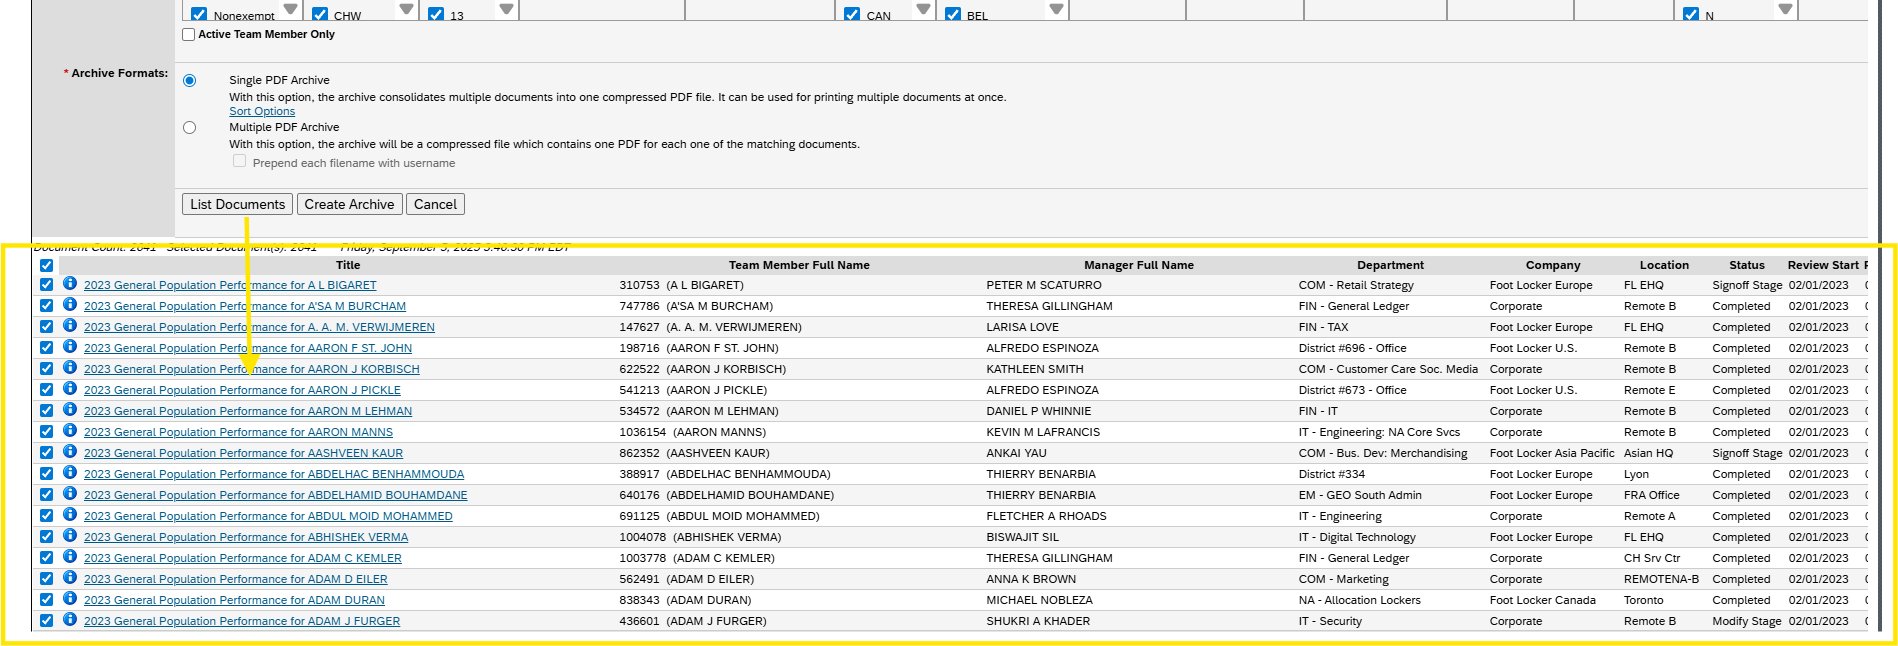 Nonexempt CHW 13 CAN BEL N
Active Team Member Only
* Archive Formats:
Single PDF Archive
With this option, the archive consolidates multiple documents into one compressed PDF file. It can be used for printing multiple documents at once.
Sort Options
Multiple PDF Archive
With this option, the archive will be a compressed file which contains one PDF for each one of the matching documents.
Prepend each filename with username
List Documents Create Archive Cancel
Document Count: 2041 Selected Document(s): 2041 Friday, September 5, 2025 PM EDT
Title Team Member Full Name Manager Full Name Department Company Location Status Review Start
2023 General Population Performance for A L BIGARET 310753 (A L BIGARET) PETER M SCATURRO COM - Retail Strategy Foot Locker Europe FL EHQ Signoff Stage 02/01/2023
2023 General Population Performance for A'SA M BURCHAM 747786 (A'SA M BURCHAM) THERESA GILLINGHAM FIN - General Ledger Corporate Remote B Completed 02/01/2023
2023 General Population Performance for A. A. M. VERWIJMEREN 147627 (A. A. M. VERWIJMEREN) LARISA LOVE FIN - TAX Foot Locker Europe FL EHQ Completed 02/01/2023
2023 General Population Performance for AARON F ST. JOHN 198716 (AARON F ST. JOHN) ALFREDO ESPINOZA District #696 - Office Foot Locker U.S. Remote B Completed 02/01/2023
2023 General Population Performance for AARON J KORBISCH 622522 (AARON J KORBISCH) KATHLEEN SMITH COM - Customer Care Soc. Media Corporate Remote B Completed 02/01/2023
2023 General Population Performance for AARON J PICKLE 541213 (AARON J PICKLE) ALFREDO ESPINOZA District #673 - Office Foot Locker U.S. Remote E Completed 02/01/2023
2023 General Population Performance for AARON M LEHMAN 534572 (AARON M LEHMAN) DANIEL P WHINNIE FIN - IT Corporate Remote B Completed 02/01/2023
2023 General Population Performance for AARON MANNS 1036154 (AARON MANNS) KEVIN M LAFRANCIS IT - Engineering: NA Core Svcs Corporate Remote B Completed 02/01/2023
2023 General Population Performance for AASHVEEN KAUR 862352 (AASHVEEN KAUR) ANKAI YAU COM - Bus. Dev: Merchandising Foot Locker Asia Pacific Asian HQ Signoff Stage 02/01/2023
2023 General Population Performance for ABDELHAC BENHAMMOUDA 388917 (ABDELHAC BENHAMMOUDA) THIERRY BENARBIA District #334 Foot Locker Europe Lyon Completed 02/01/2023
2023 General Population Performance for ABDELHAMID BOUHAMDANE 640176 (ABDELHAMID BOUHAMDANE) THIERRY BENARBIA EM - GEO South Admin Foot Locker Europe FRA Office Completed 02/01/2023
2023 General Population Performance for ABDUL MOID MOHAMMED 691125 (ABDUL MOID MOHAMMED) FLETCHER A RHOADS IT - Engineering Corporate Remote A Completed 02/01/2023
2023 General Population Performance for ABHISHEK VERMA 1004078 (ABHISHEK VERMA) BISWAJIT SIL IT - Digital Technology Foot Locker Europe FL EHQ Completed 02/01/2023
2023 General Population Performance for ADAM C KEMLER 1003778 (ADAM C KEMLER) THERESA GILLINGHAM FIN - General Ledger Corporate CH Srv Ctr Completed 02/01/2023
2023 General Population Performance for ADAM D EILER 562491 (ADAM D EILER) ANNA K BROWN COM - Marketing Corporate REMOTENA-B Completed 02/01/2023
2023 General Population Performance for ADAM DURAN 838343 (ADAM DURAN) MICHAEL NOBLEZA NA - Allocation Lockers Foot Locker Canada Toronto Completed 02/01/2023
2023 General Population Performance for ADAM J FURGER 436601 (ADAM J FURGER) SHUKRI A KHADER IT - Security Corporate Remote B Modify Stage 02/01/2023